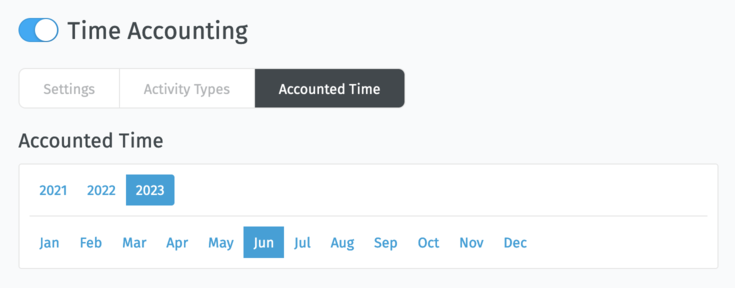 Time Accounting
Settings Activity Types Accounted Time
Accounted Time
2021 2022 2023
Jan Feb Mar Apr May Jun Jul Aug Sep Oct Nov Dec